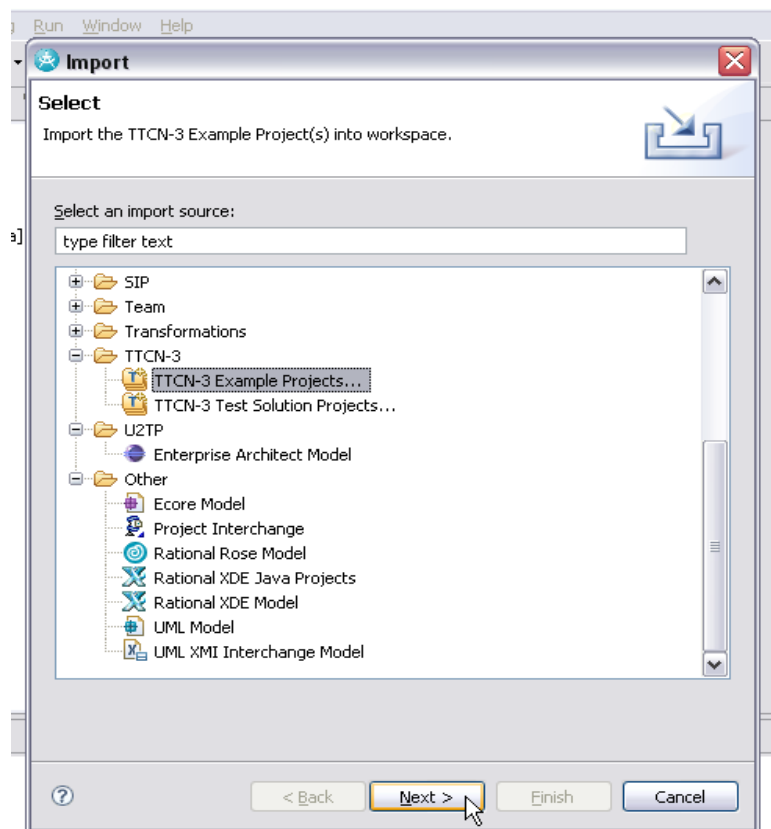 Run Window Help
Import
Select
Import the TTCN-3 Example Project(s) into workspace.
Select an import source:
type filter text
SIP
Team
Transformations
TTCN-3
TTCN-3 Example Projects...
TTCN-3 Test Solution Projects...
U2TP
Enterprise Architect Model
Other
Ecore Model
Project Interchange
Rational Rose Model
Rational XDE Java Projects
Rational XDE Model
UML Model
UML XMI Interchange Model
a]
< Back Next > Finish Cancel